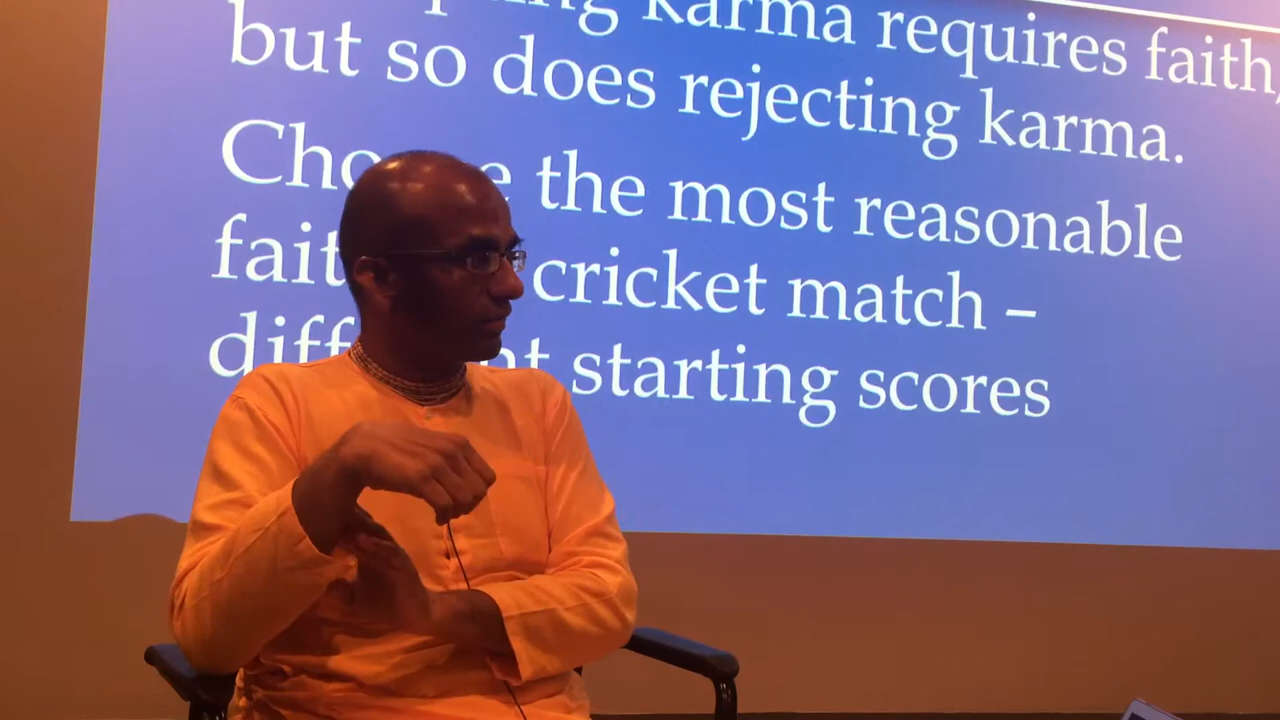 karma requires faith,
but so does rejecting karma.
the most reasonable
cricket match –
starting scores